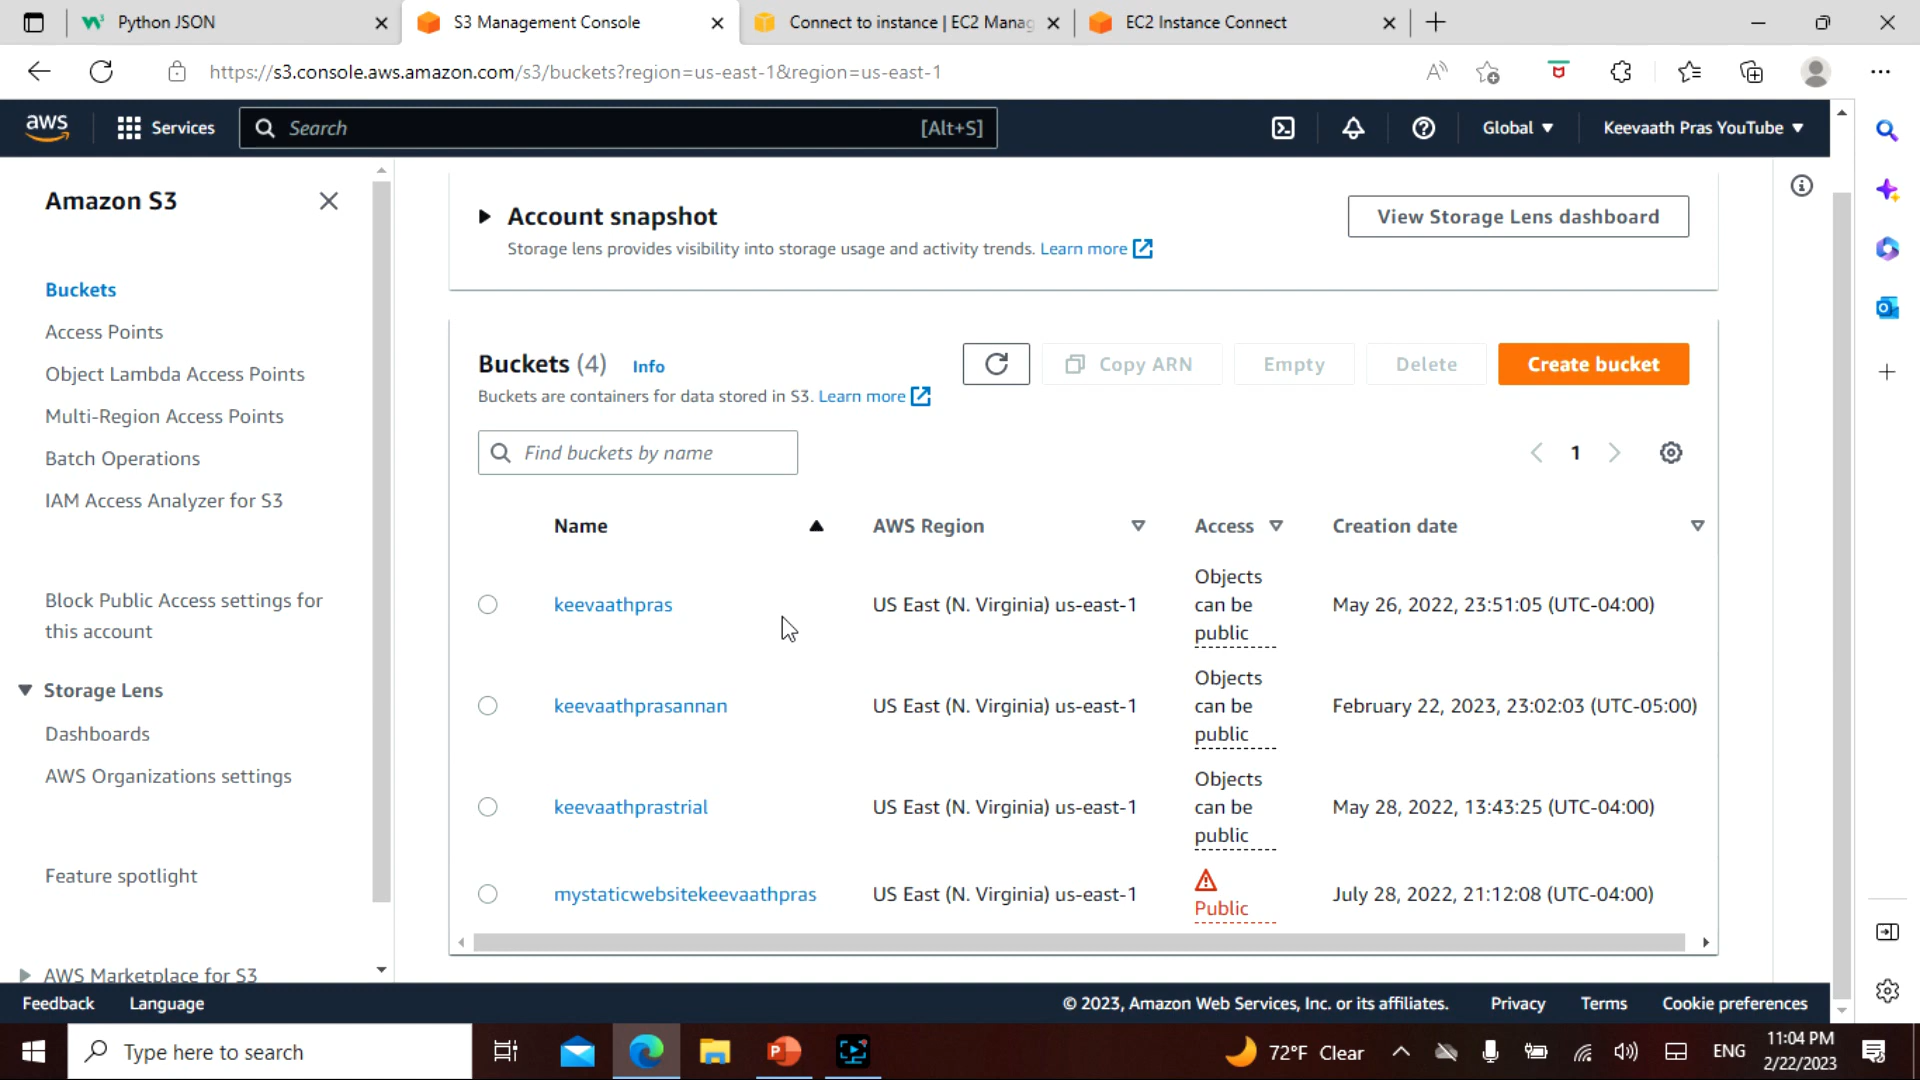 Python JSON
S3 Management Console
Connect to instance | EC2 Manag
EC2 Instance Connect
https://s3.console.aws.amazon.com/s3/buckets?region=us-east-1&region=us-east-1
aws
Services
Search
[Alt+S]
Global
Keevaath Pras YouTube
Amazon S3
Buckets
Access Points
Object Lambda Access Points
Multi-Region Access Points
Batch Operations
IAM Access Analyzer for S3
Block Public Access settings for
this account
Storage Lens
Dashboards
AWS Organizations settings
Feature spotlight
AWS Marketplace for S3
Account snapshot
View Storage Lens dashboard
Storage lens provides visibility into storage usage and activity trends. Learn more
Buckets (4) Info
Copy ARN
Empty
Delete
Create bucket
Buckets are containers for data stored in S3. Learn more
Find buckets by name
1
Name
AWS Region
Access
Creation date
keevaathpras
US East (N. Virginia) us-east-1
Objects
can be
public
May 26, 2022, 23:51:05 (UTC-04:00)
keevaathprasannan
US East (N. Virginia) us-east-1
Objects
can be
public
February 22, 2023, 23:02:03 (UTC-05:00)
keevaathprastrial
US East (N. Virginia) us-east-1
Objects
can be
public
May 28, 2022, 13:43:25 (UTC-04:00)
mystaticwebsitekeevaathpras
US East (N. Virginia) us-east-1
Public
July 28, 2022, 21:12:08 (UTC-04:00)
Feedback
Language
© 2023, Amazon Web Services, Inc. or its affiliates.
Privacy
Terms
Cookie preferences
Type here to search
72°F Clear
ENG
11:04 PM
2/22/2023